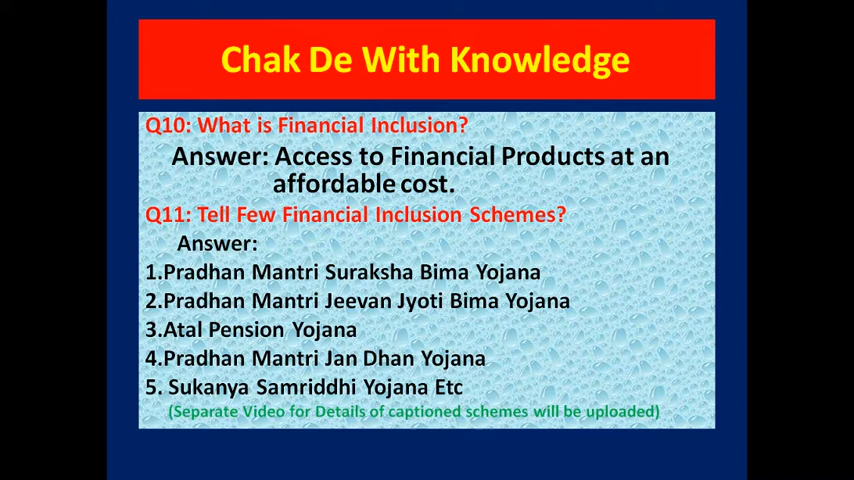 Chak De With Knowledge
Q10: What is Financial Inclusion?
Answer: Access to Financial Products at an
affordable cost.
Q11: Tell Few Financial Inclusion Schemes?
Answer:
1.Pradhan Mantri Suraksha Bima Yojana
2.Pradhan Mantri Jeevan Jyoti Bima Yojana
3.Atal Pension Yojana
4.Pradhan Mantri Jan Dhan Yojana
5. Sukanya Samriddhi Yojana Etc
(Separate Video for Details of captioned schemes will be uploaded)